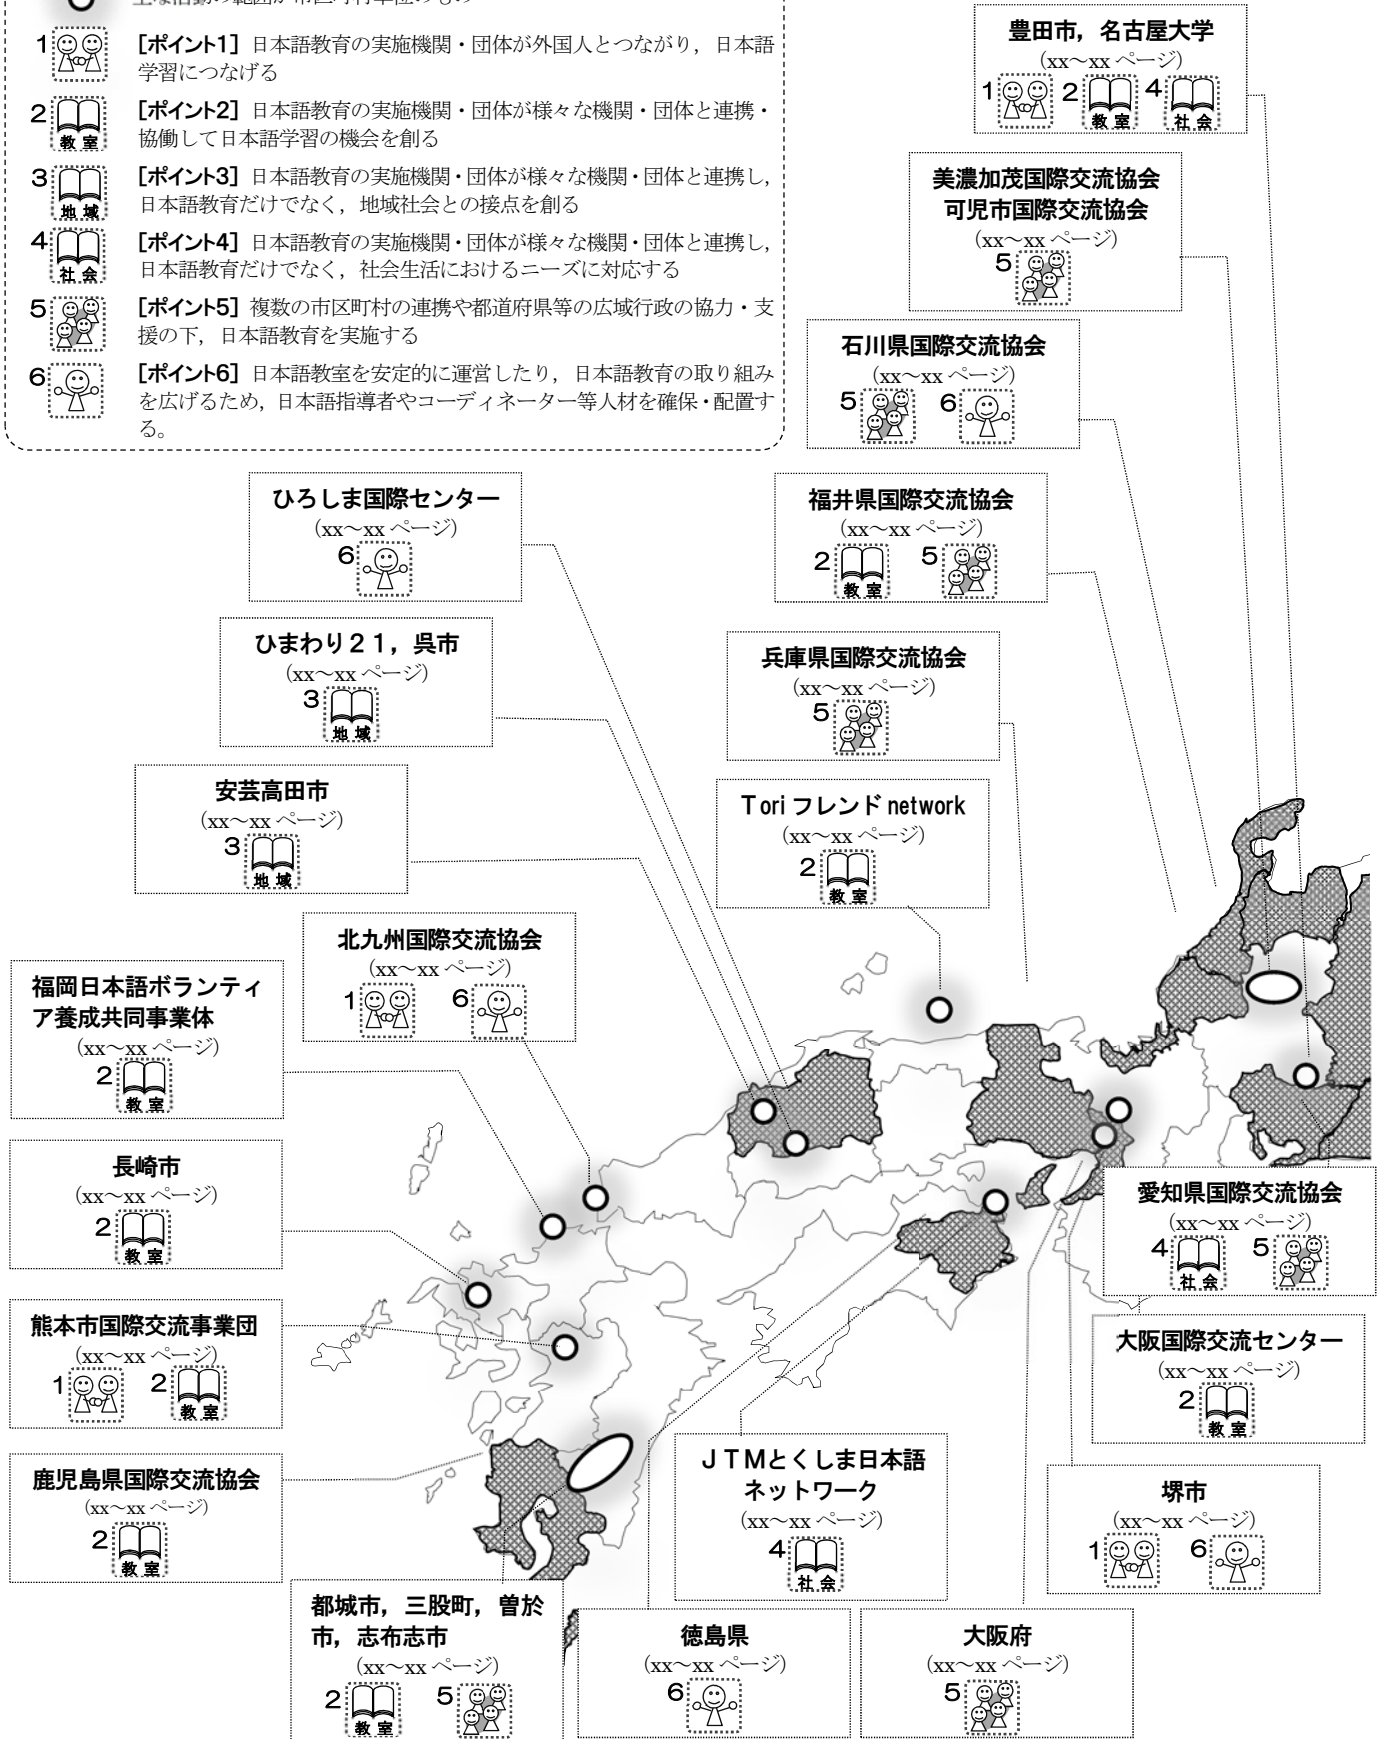 主な活動の範囲が市区町村単位のもの
1 [ポイント1] 日本語教育の実施機関・団体が外国人とつながり，日本語
学習につなげる
2 教室 [ポイント2] 日本語教育の実施機関・団体が様々な機関・団体と連携・
協働して日本語学習の機会を創る
3 地域 [ポイント3] 日本語教育の実施機関・団体が様々な機関・団体と連携し，
日本語教育だけでなく，地域社会との接点を創る
4 社会 [ポイント4] 日本語教育の実施機関・団体が様々な機関・団体と連携し，
日本語教育だけでなく，社会生活におけるニーズに対応する
5 [ポイント5] 複数の市区町村の連携や都道府県等の広域行政の協力・支
援の下，日本語教育を実施する
6 [ポイント6] 日本語教室を安定的に運営したり，日本語教育の取り組み
を広げるため，日本語指導者やコーディネーター等人材を確保・配置す
る。
豊田市，名古屋大学
（xx～xx ページ）
1 2 教室 4 社会
美濃加茂国際交流協会
可児市国際交流協会
（xx～xx ページ）
5
石川県国際交流協会
（xx～xx ページ）
5 6
ひろしま国際センター
（xx～xx ページ）
6
福井県国際交流協会
（xx～xx ページ）
2 教室 5
ひまわり２１，呉市
（xx～xx ページ）
3 地域
兵庫県国際交流協会
（xx～xx ページ）
5
安芸高田市
（xx～xx ページ）
3 地域
Tori フレンド network
（xx～xx ページ）
2 教室
北九州国際交流協会
（xx～xx ページ）
1 6
福岡日本語ボランティ
ア養成共同事業体
（xx～xx ページ）
2 教室
長崎市
（xx～xx ページ）
2 教室
愛知県国際交流協会
（xx～xx ページ）
4 社会 5
熊本市国際交流事業団
（xx～xx ページ）
1 2 教室
大阪国際交流センター
（xx～xx ページ）
2 教室
鹿児島県国際交流協会
（xx～xx ページ）
2 教室
ＪＴＭとくしま日本語
ネットワーク
（xx～xx ページ）
4 社会
堺市
（xx～xx ページ）
1 6
都城市，三股町，曽於
市，志布志市
（xx～xx ページ）
2 教室 5
徳島県
（xx～xx ページ）
6
大阪府
（xx～xx ページ）
5